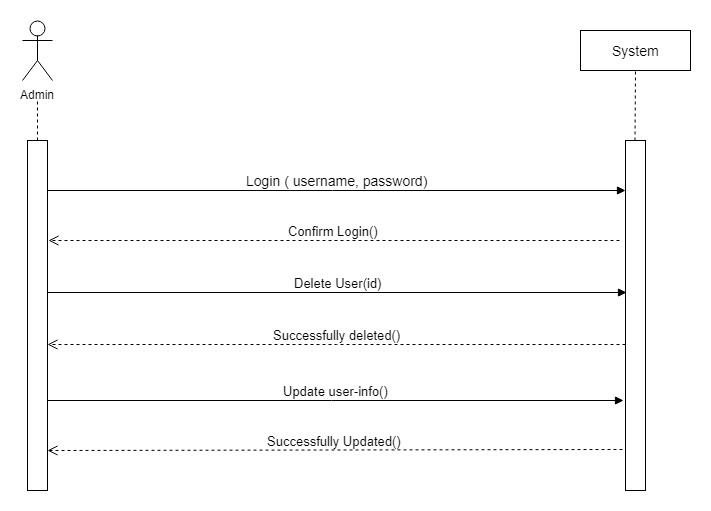 System
Admin
Login ( username, password)
Confirm Login()
Delete User(id)
Successfully deleted()
Update user-info()
Successfully Updated()